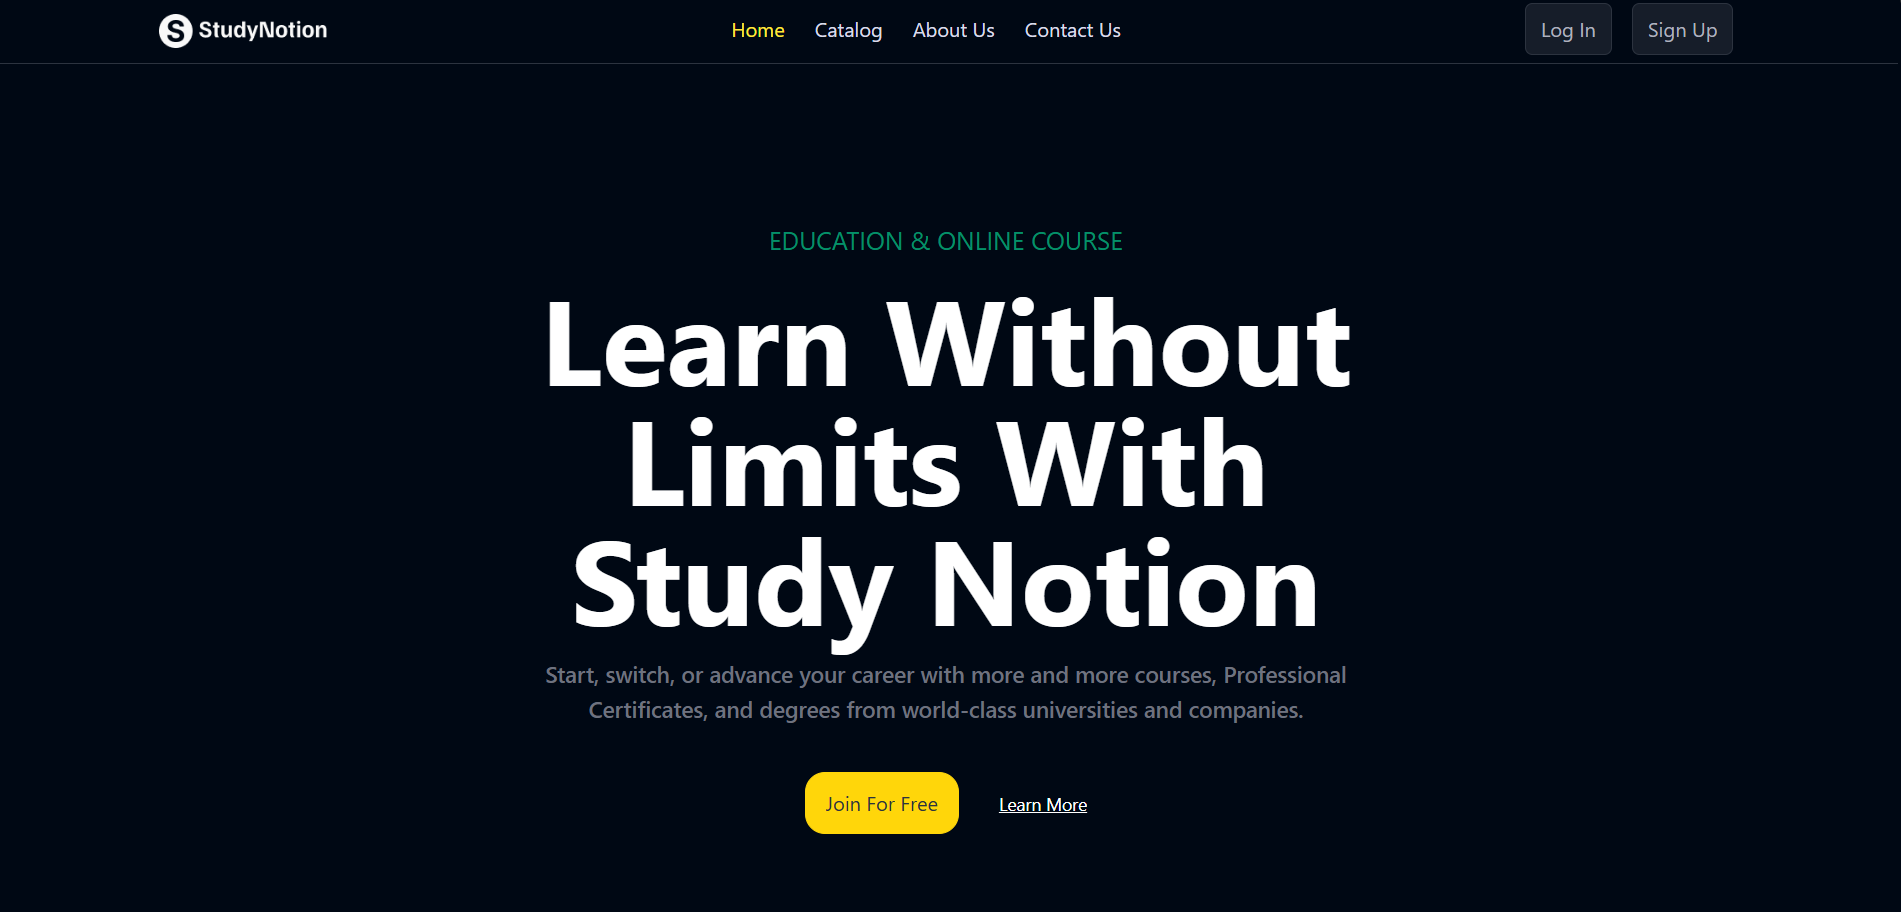 S StudyNotion Home Catalog About Us Contact Us Log In Sign Up
EDUCATION & ONLINE COURSE
Learn Without
Limits With
Study Notion
Start, switch, or advance your career with more and more courses, Professional
Certificates, and degrees from world-class universities and companies.
Join For Free Learn More